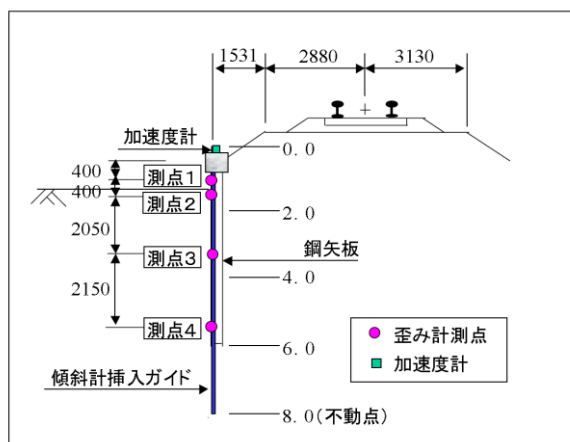 1531
2880
3130
加速度計
0.0
400
測点1
400
測点2
2.0
2050
鋼矢板
測点3
4.0
2150
測点4
歪み計測点
6.0
加速度計
傾斜計挿入ガイド
8.0(不動点)